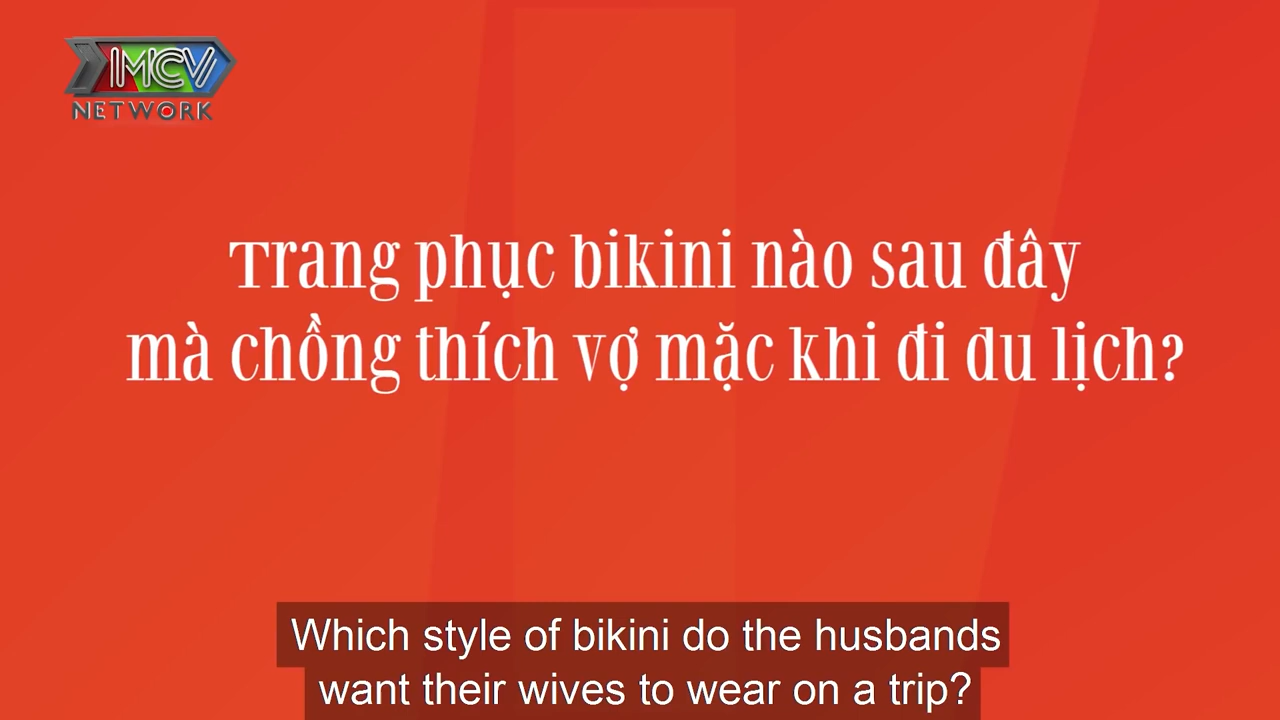 MCV
NETWORK
Trang phục bikini nào sau đây
mà chồng thích vợ mặc khi đi du lịch?
Which style of bikini do the husbands
want their wives to wear on a trip?